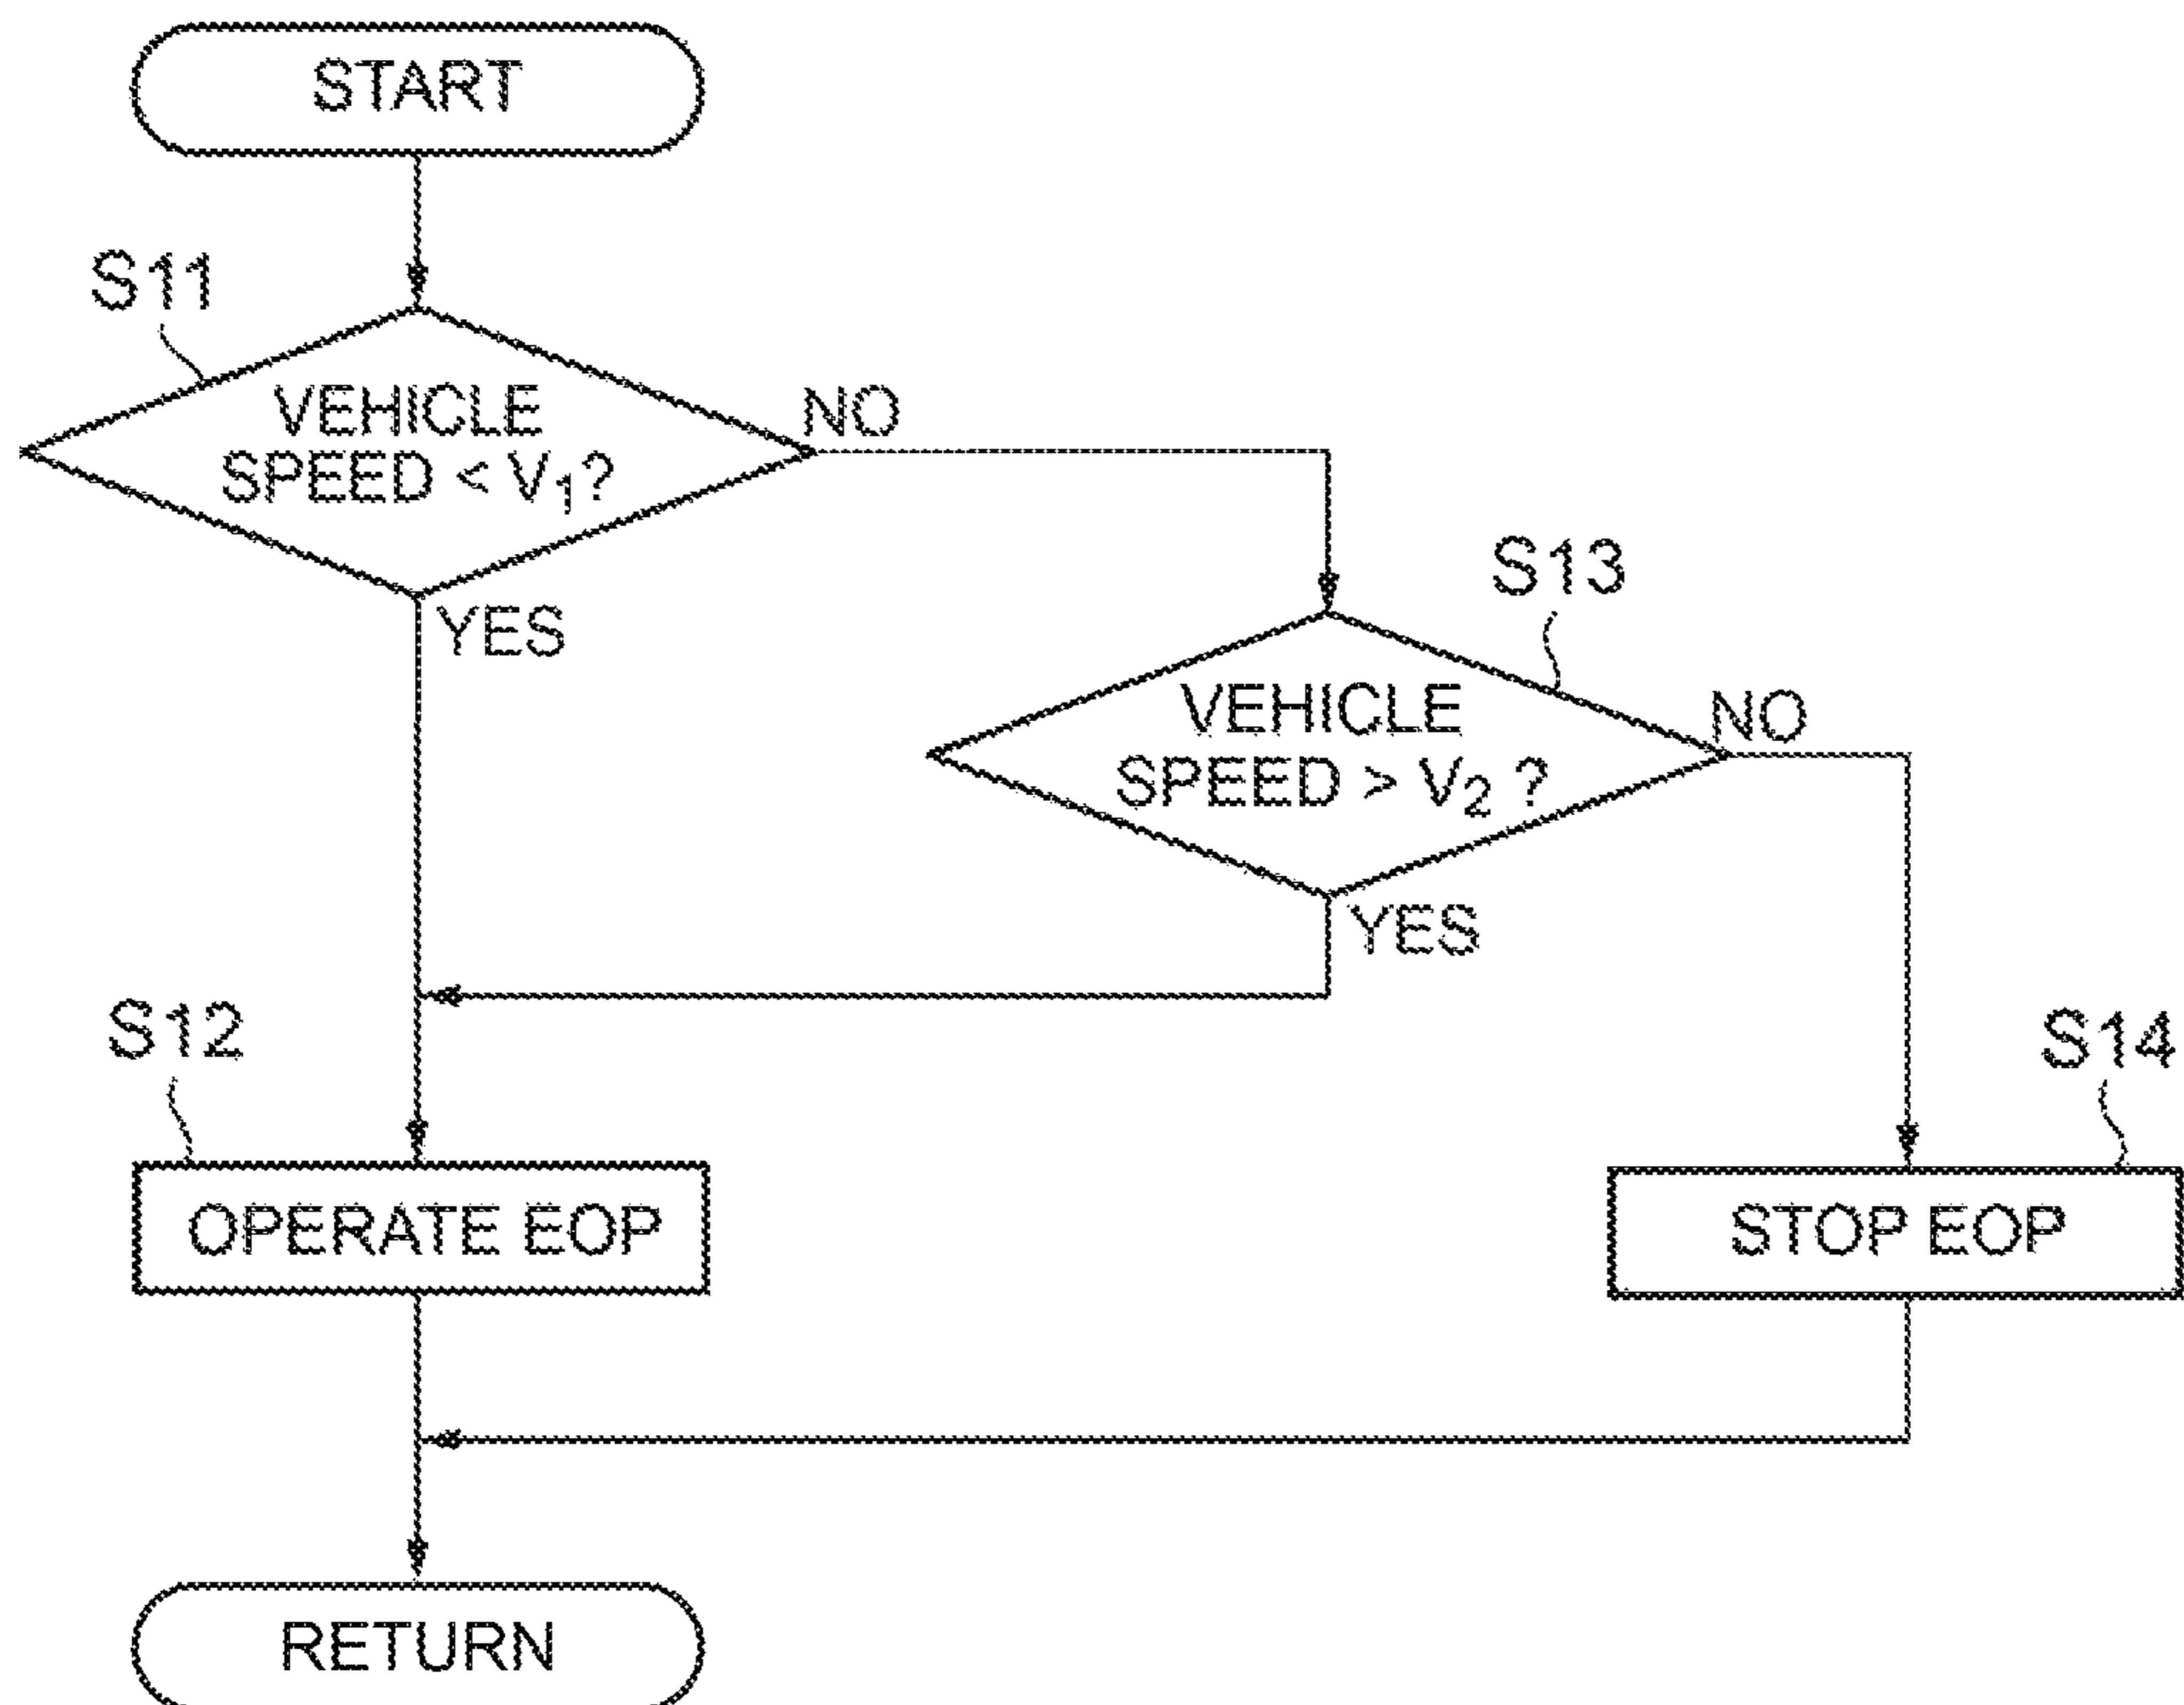 START
S11
VEHICLE
SPEED < V₁?
NO
YES
S13
VEHICLE
SPEED > V₂ ?
NO
YES
S12
OPERATE EOP
S14
STOP EOP
RETURN